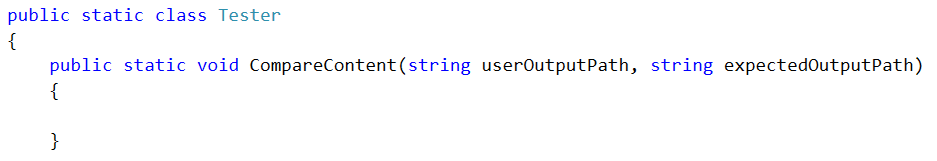 public static class Tester
{
    public static void CompareContent(string userOutputPath, string expectedOutputPath)
    {
    }